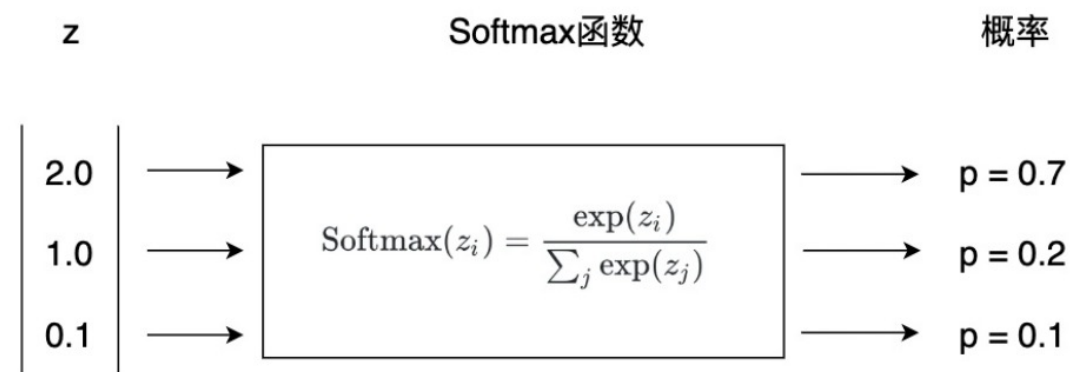 z Softmax函数 概率
2.0 p = 0.7
Softmax(z_i) = exp(z_i) / ∑_j exp(z_j)
1.0 p = 0.2
0.1 p = 0.1